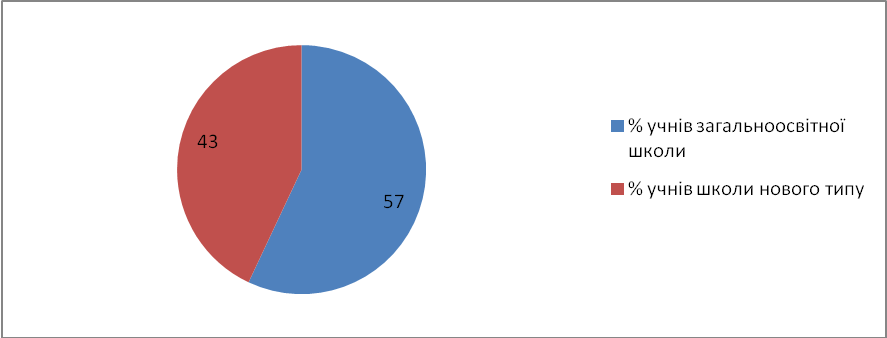 43
57
% учнів загальноосвітної
школи
% учнів школи нового типу